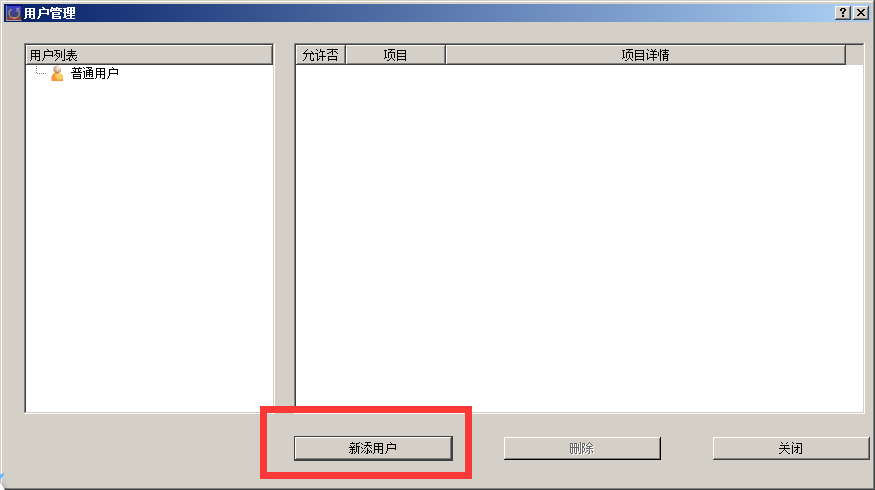 用户管理
用户列表
普通用户
允许否 项目 项目详情
新添用户 删除 关闭